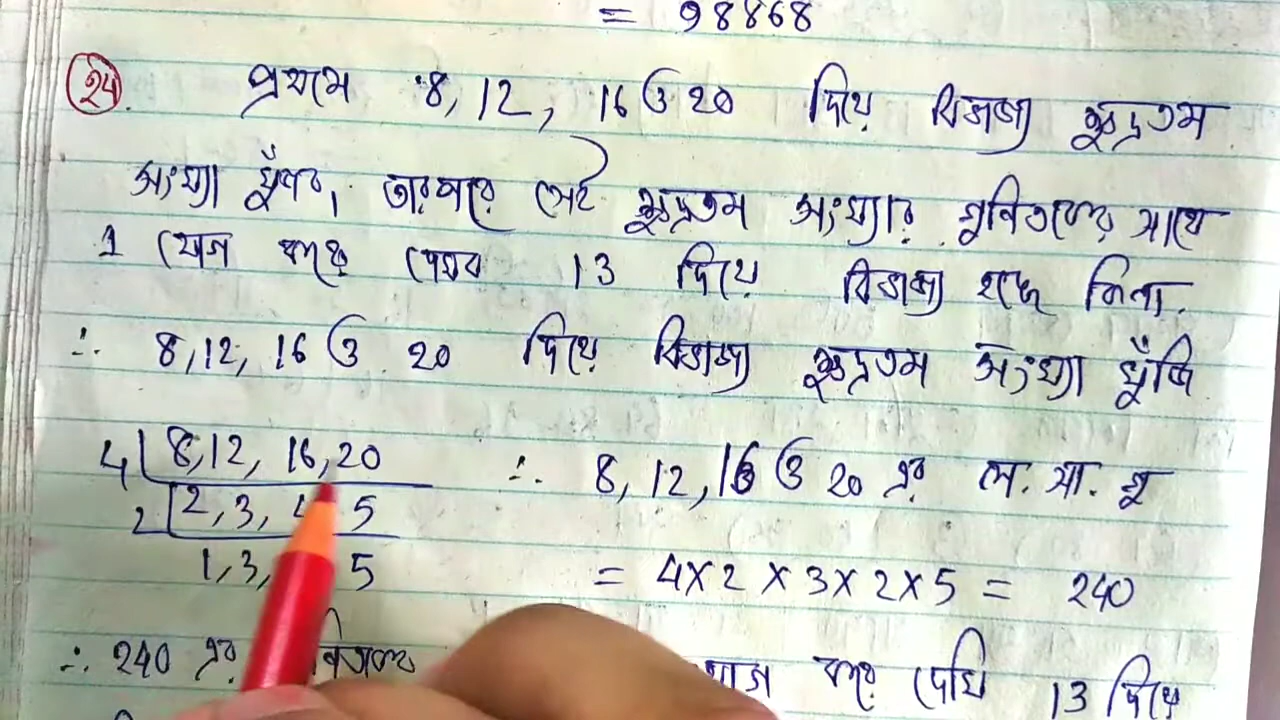 = 98868
24. প্রথমে 8, 12, 16 ও 20 দিয়ে বিভাজ্য ক্ষুদ্রতম
সংখ্যা খুঁজব, তারপরে সেই ক্ষুদ্রতম সংখ্যার গুণিতকের সাথে
1 যোগ করে দেখব 13 দিয়ে বিভাজ্য হচ্ছে কিনা.
∴ 8, 12, 16 ও 20 দিয়ে বিভাজ্য ক্ষুদ্রতম সংখ্যা খুঁজি
4 | 8, 12, 16, 20 ∴ 8, 12, 16 ও 20 এর ল. সা. গু
2 | 2, 3, 4 5
1, 3, 5 = 4 × 2 × 3 × 2 × 5 = 240
∴ 240 এর করে দেখি 13 দিয়ে